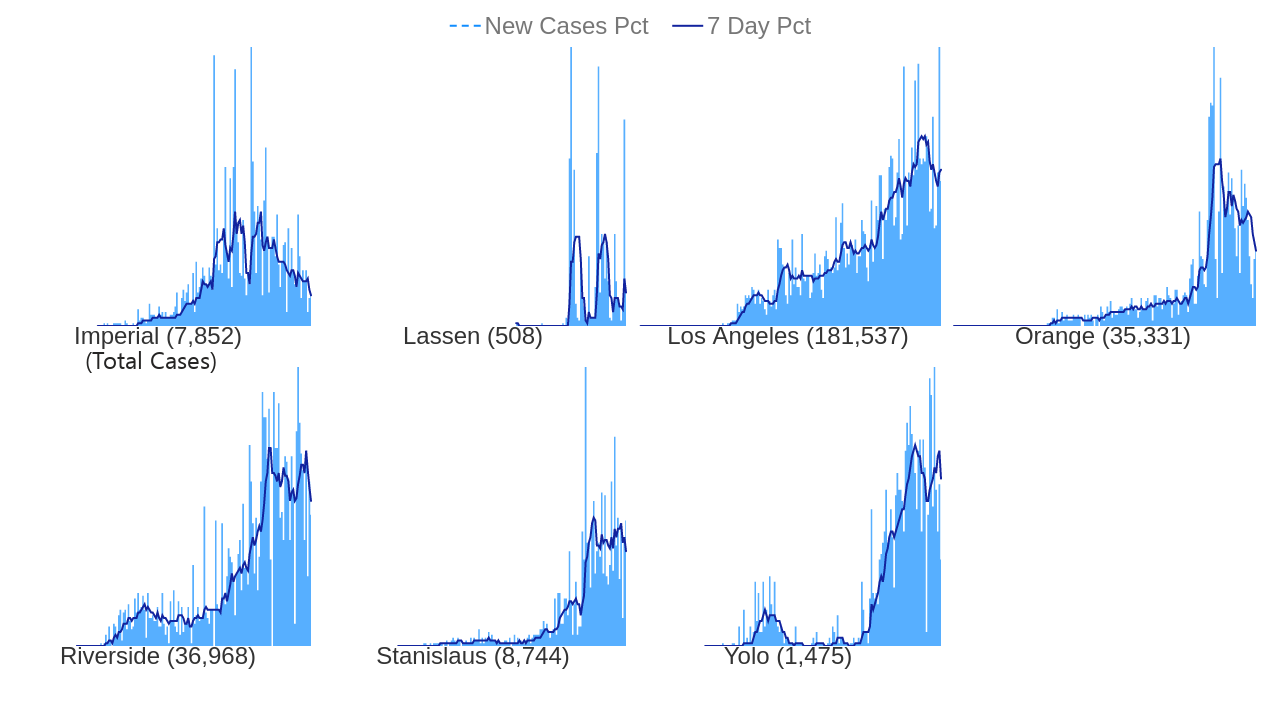 New Cases Pct 7 Day Pct
Imperial (7,852) Lassen (508) Los Angeles (181,537) Orange (35,331)
(Total Cases)
Riverside (36,968) Stanislaus (8,744) Yolo (1,475)